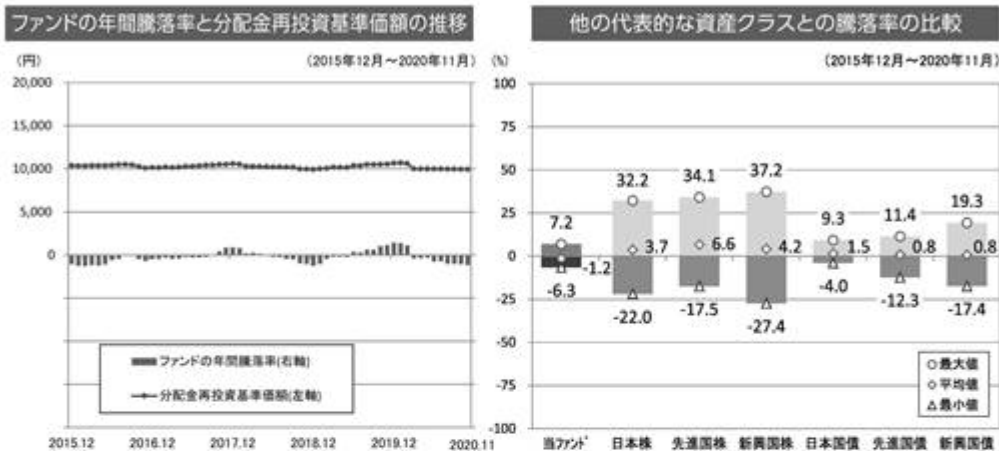 ファンドの年間騰落率と分配金再投資基準価額の推移
(円)
(2015年12月～2020年11月)
20,000
15,000
10,000
5,000
0
ファンドの年間騰落率(右軸)
分配金再投資基準価額(左軸)
2015.12 2016.12 2017.12 2018.12 2019.12 2020.11
他の代表的な資産クラスとの騰落率の比較
(%)
(2015年12月～2020年11月)
100
75
50
25
0
-25
-50
-75
-100
7.2 32.2 34.1 37.2 9.3 11.4 19.3
-1.2 3.7 6.6 4.2 1.5 0.8 0.8
-6.3 -22.0 -17.5 -27.4 -4.0 -12.3 -17.4
最大値
平均値
最小値
当ファンド 日本株 先進国株 新興国株 日本国債 先進国債 新興国債